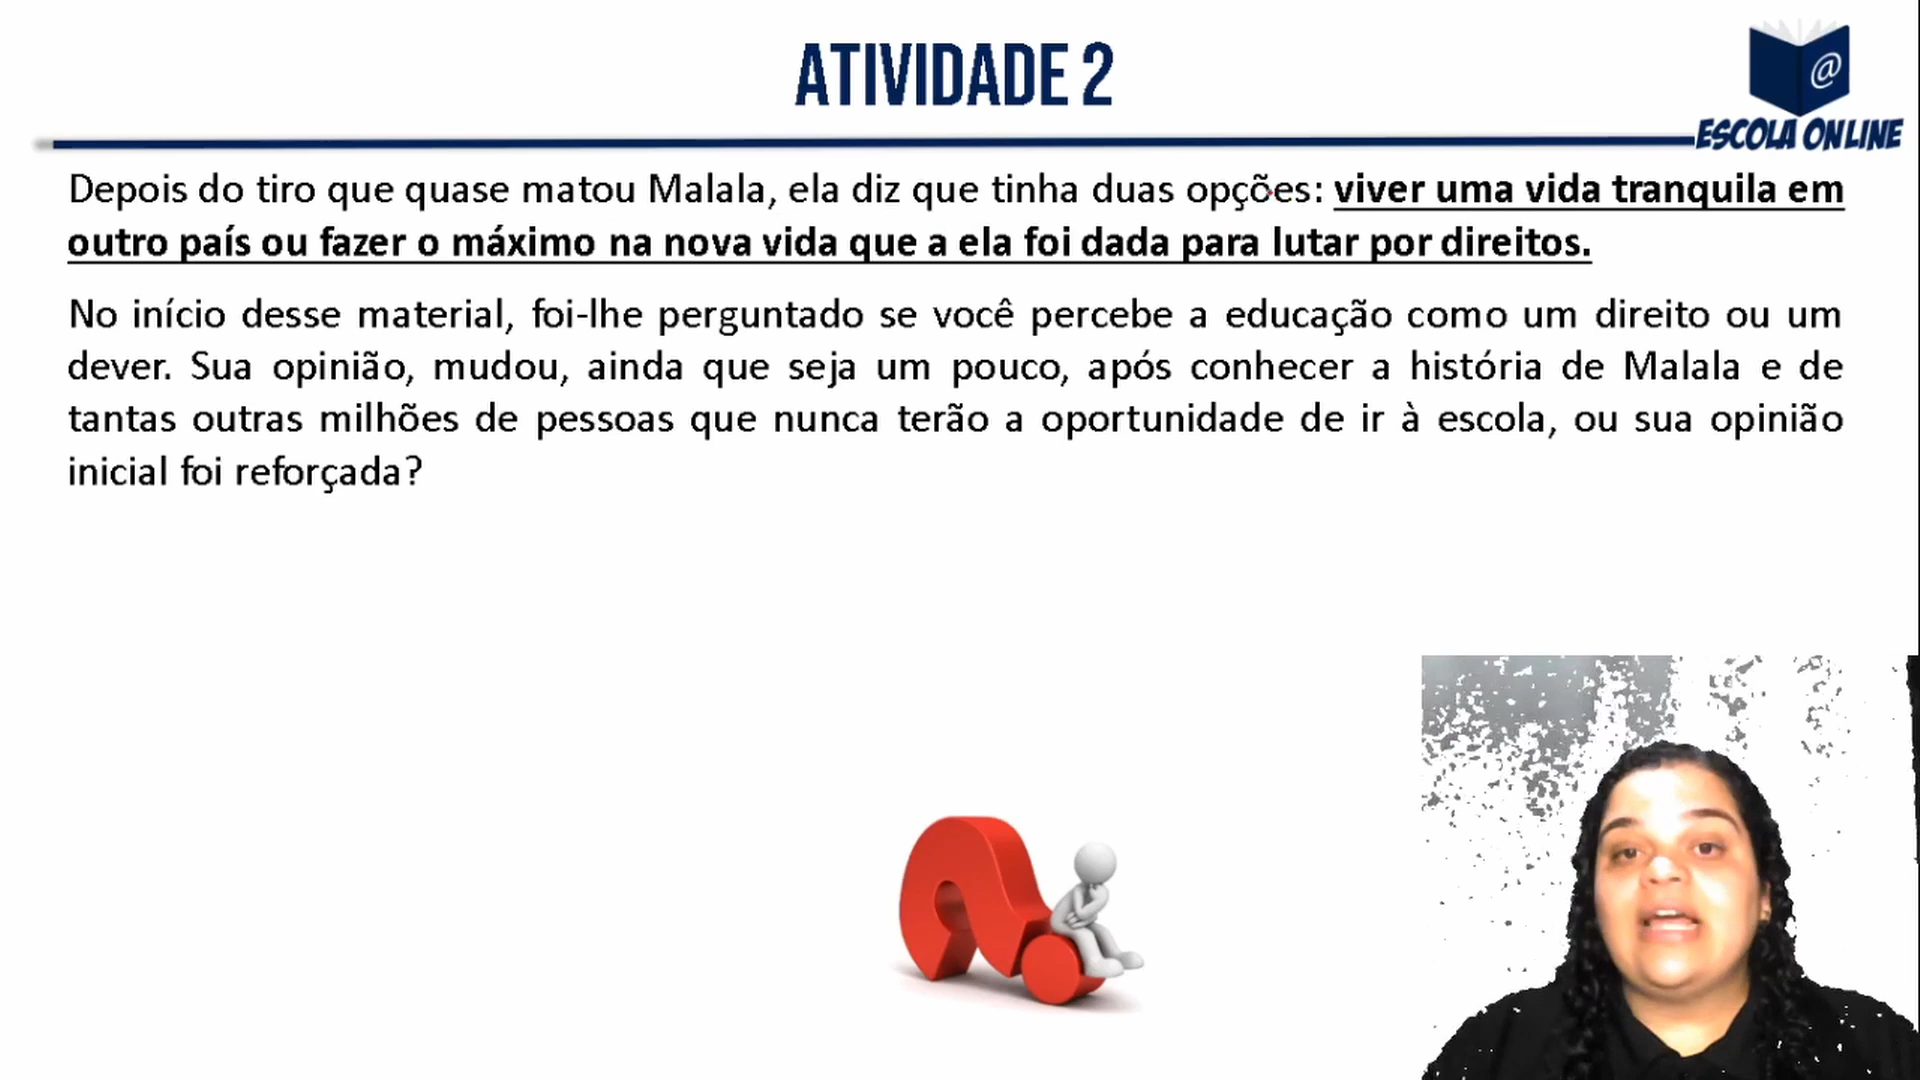 ATIVIDADE 2
@
ESCOLA ONLINE
Depois do tiro que quase matou Malala, ela diz que tinha duas opções: viver uma vida tranquila em
outro país ou fazer o máximo na nova vida que a ela foi dada para lutar por direitos.
No início desse material, foi-lhe perguntado se você percebe a educação como um direito ou um
dever. Sua opinião, mudou, ainda que seja um pouco, após conhecer a história de Malala e de
tantas outras milhões de pessoas que nunca terão a oportunidade de ir à escola, ou sua opinião
inicial foi reforçada?